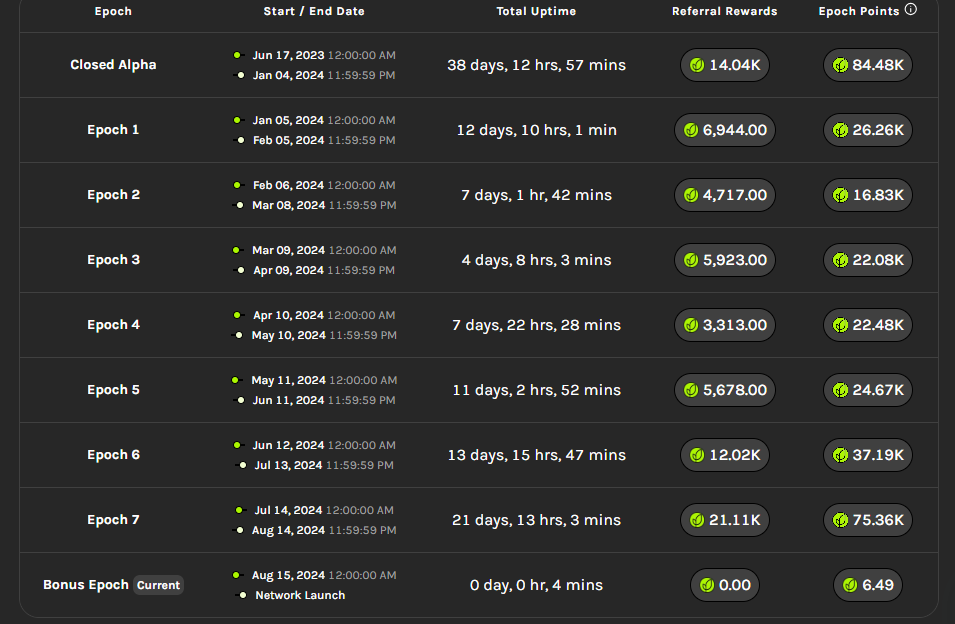 Epoch Start / End Date Total Uptime Referral Rewards Epoch Points
Closed Alpha Jun 17, 2023 12:00:00 AM 38 days, 12 hrs, 57 mins 14.04K 84.48K
Jan 04, 2024 11:59:59 PM
Epoch 1 Jan 05, 2024 12:00:00 AM 12 days, 10 hrs, 1 min 6,944.00 26.26K
Feb 05, 2024 11:59:59 PM
Epoch 2 Feb 06, 2024 12:00:00 AM 7 days, 1 hr, 42 mins 4,717.00 16.83K
Mar 08, 2024 11:59:59 PM
Epoch 3 Mar 09, 2024 12:00:00 AM 4 days, 8 hrs, 3 mins 5,923.00 22.08K
Apr 09, 2024 11:59:59 PM
Epoch 4 Apr 10, 2024 12:00:00 AM 7 days, 22 hrs, 28 mins 3,313.00 22.48K
May 10, 2024 11:59:59 PM
Epoch 5 May 11, 2024 12:00:00 AM 11 days, 2 hrs, 52 mins 5,678.00 24.67K
Jun 11, 2024 11:59:59 PM
Epoch 6 Jun 12, 2024 12:00:00 AM 13 days, 15 hrs, 47 mins 12.02K 37.19K
Jul 13, 2024 11:59:59 PM
Epoch 7 Jul 14, 2024 12:00:00 AM 21 days, 13 hrs, 3 mins 21.11K 75.36K
Aug 14, 2024 11:59:59 PM
Bonus Epoch Current Aug 15, 2024 12:00:00 AM 0 day, 0 hr, 4 mins 0.00 6.49
Network Launch